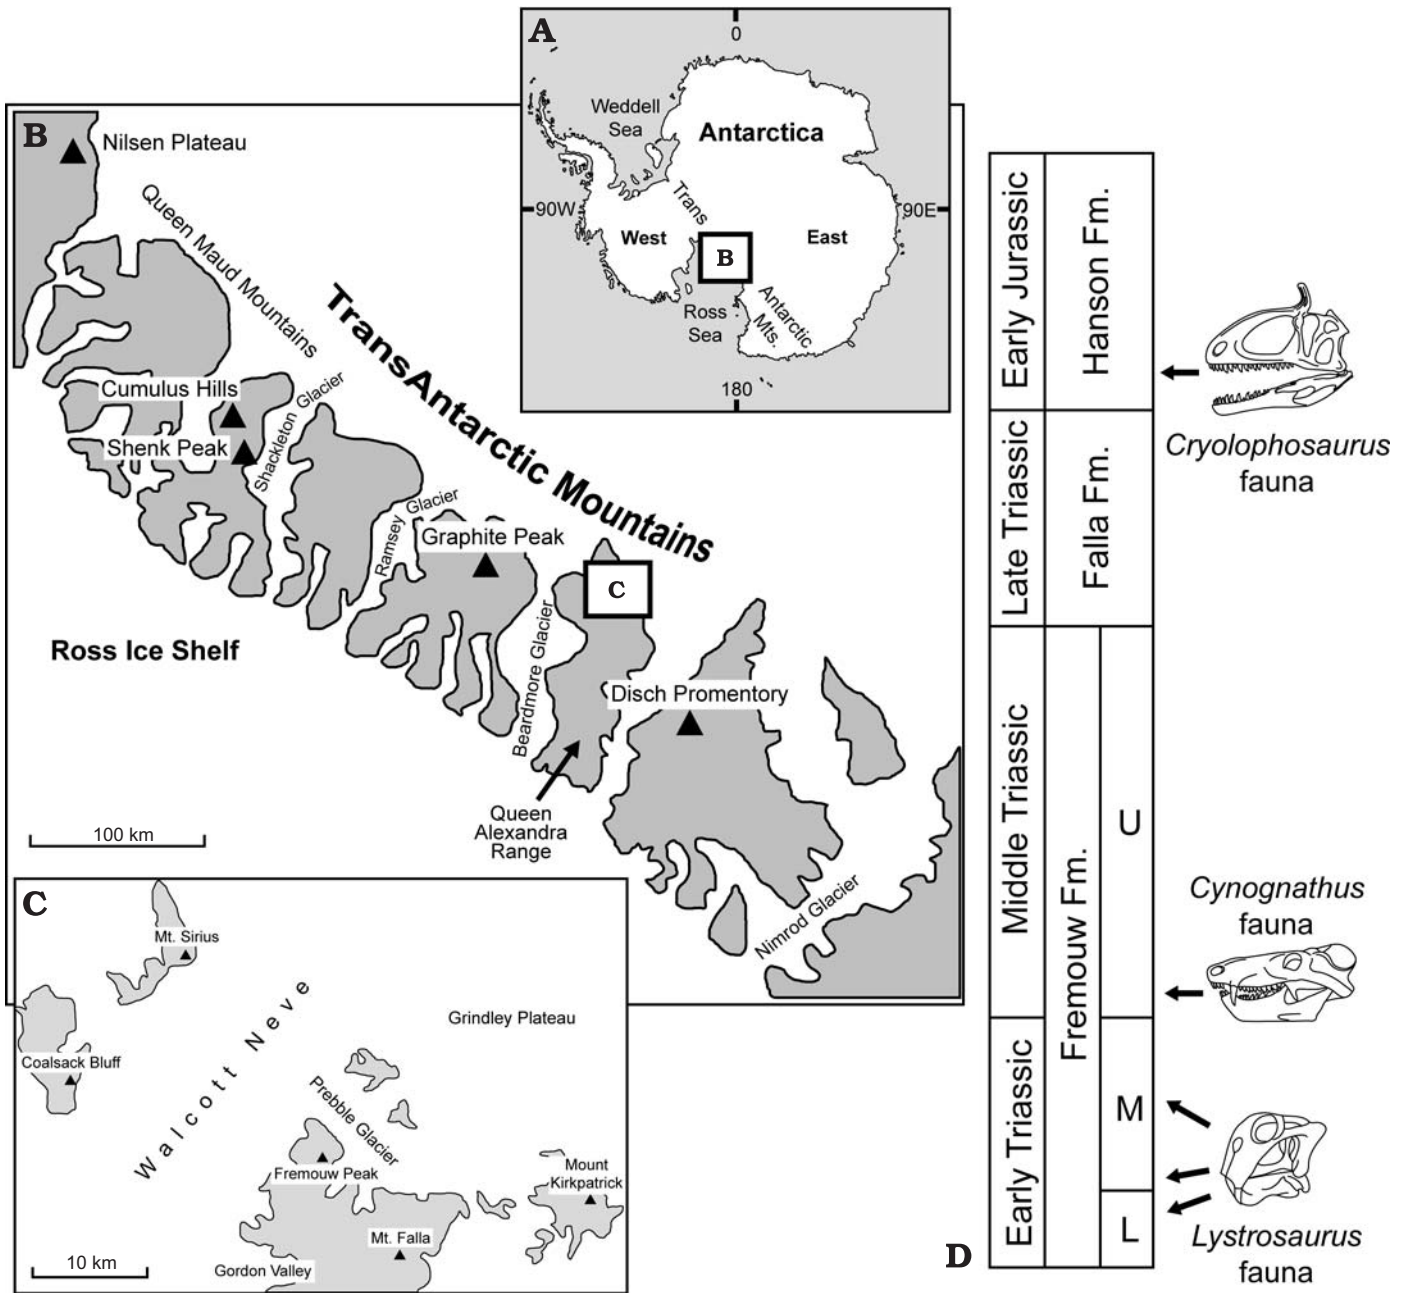 A
0
Weddell
Sea
Antarctica
90W
90E
Trans
West
East
B
Ross
Sea
Antarctic
Mts.
180
B
Nilsen Plateau
Queen Maud Mountains
TransAntarctic Mountains
Cumulus Hills
Shenk Peak
Shackleton Glacier
Ramsey Glacier
Graphite Peak
C
Ross Ice Shelf
Beardmore Glacier
Disch Promentory
Queen
Alexandra
Range
100 km
Nimrod Glacier
C
Mt. Sirius
Grindley Plateau
Coalsack Bluff
Walcott Neve
Prebble Glacier
Fremouw Peak
Mount
Kirkpatrick
Mt. Falla
Gordon Valley
10 km
D
Early Jurassic
Hanson Fm.
Late Triassic
Falla Fm.
Middle Triassic
Early Triassic
Fremouw Fm.
U
M
L
Cryolophosaurus
fauna
Cynognathus
fauna
Lystrosaurus
fauna